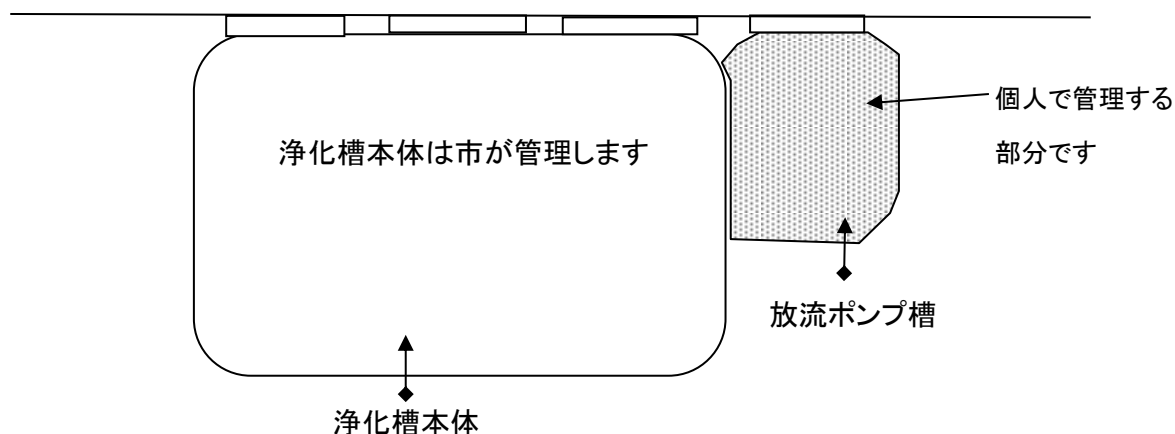 個人で管理する
部分です
浄化槽本体は市が管理します
放流ポンプ槽
浄化槽本体